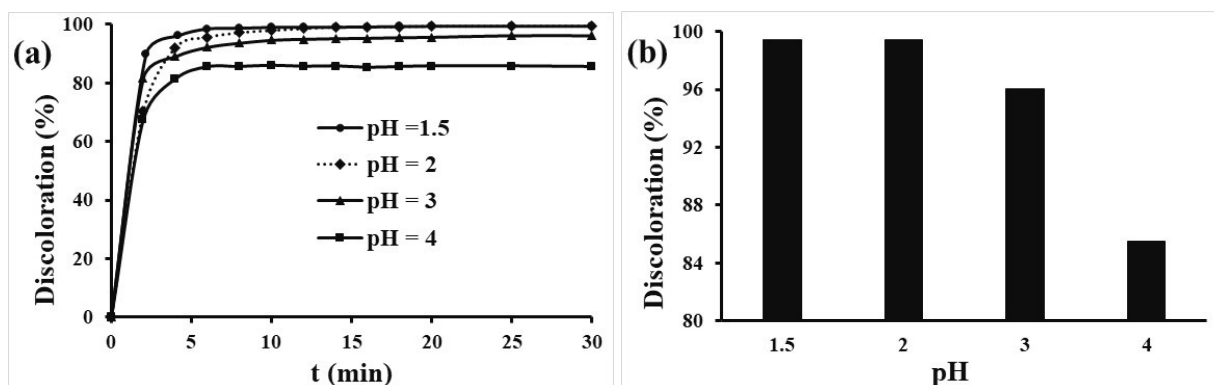 (a)
Discoloration (%)
100
80
60
40
20
0
pH =1.5
pH = 2
pH = 3
pH = 4
0 5 10 15 20 25 30
t (min)
(b)
Discoloration (%)
100
96
92
88
84
80
1.5 2 3 4
pH